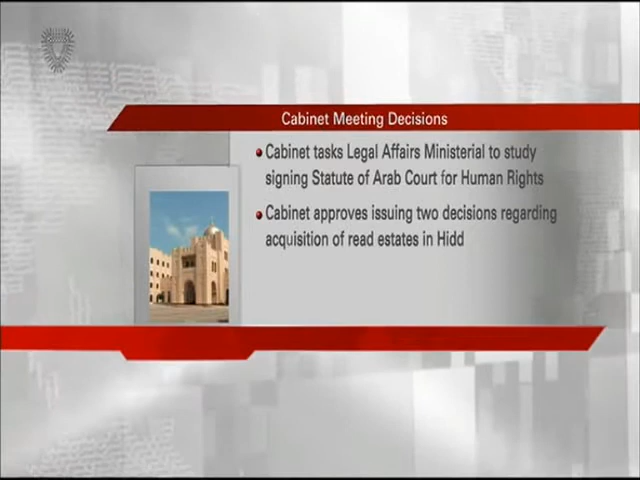 Cabinet Meeting Decisions
Cabinet tasks Legal Affairs Ministerial to study
signing Statute of Arab Court for Human Rights
Cabinet approves issuing two decisions regarding
acquisition of read estates in Hidd